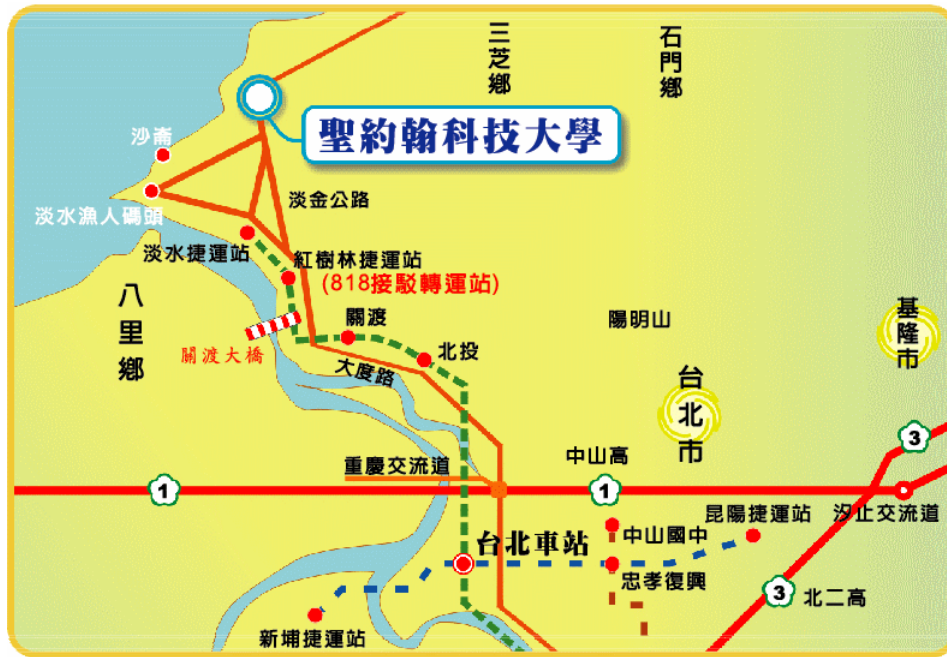 三芝鄉
石門鄉
聖約翰科技大學
沙崙
淡水漁人碼頭
淡金公路
淡水捷運站
紅樹林捷運站
(818接駁轉運站)
八里鄉
關渡大橋
關渡
北投
大度路
陽明山
基隆市
台北市
重慶交流道
中山高
1
1
3
昆陽捷運站
汐止交流道
台北車站
中山國中
忠孝復興
3
北二高
新埔捷運站